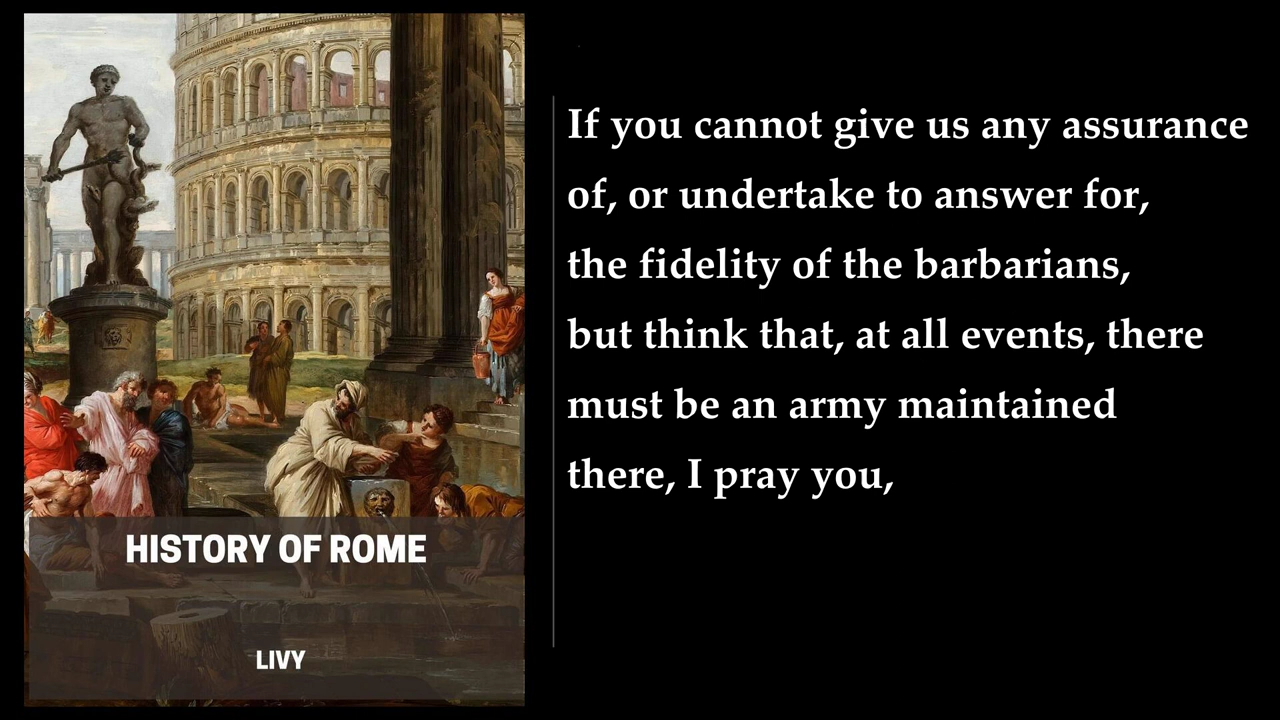 HISTORY OF ROME
LIVY
If you cannot give us any assurance
of, or undertake to answer for,
the fidelity of the barbarians,
but think that, at all events, there
must be an army maintained
there, I pray you,